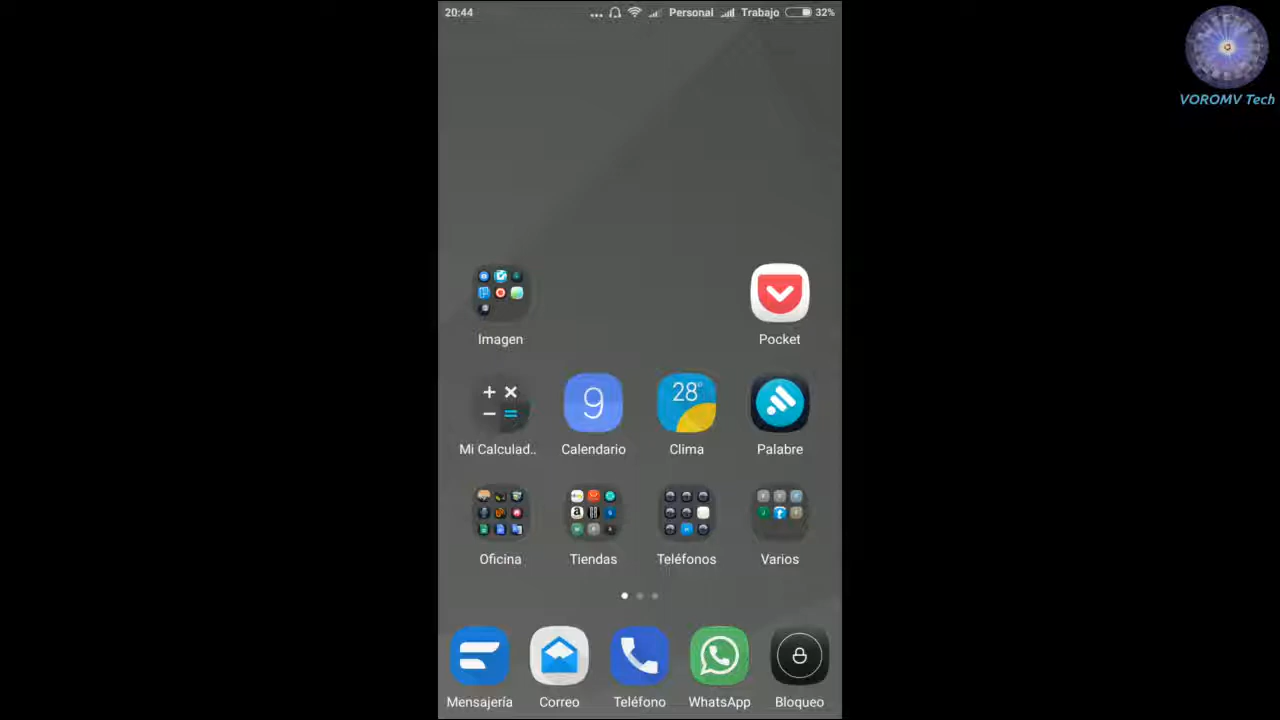 20:44 ... Personal Trabajo 32%
VOROMV Tech
Imagen Pocket
28°
9
Mi Calculad.. Calendario Clima Palabre
Oficina Tiendas Teléfonos Varios
Mensajería Correo Teléfono WhatsApp Bloqueo